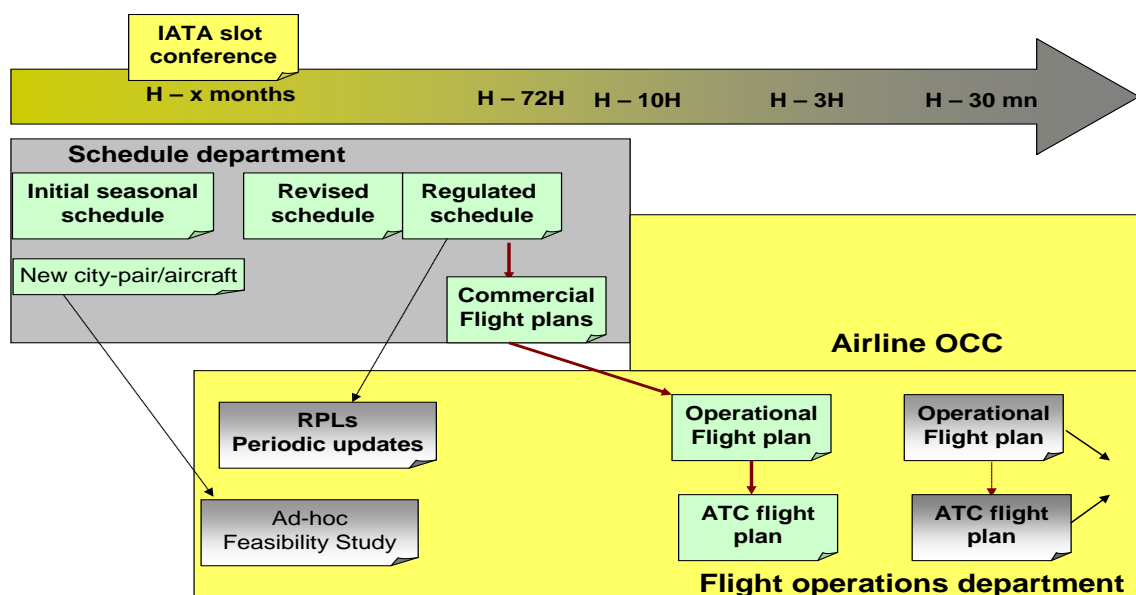 IATA slot
conference
H – x months
H – 72H
H – 10H
H – 3H
H – 30 mn
Schedule department
Initial seasonal
schedule
Revised
schedule
Regulated
schedule
New city-pair/aircraft
Commercial
Flight plans
Airline OCC
RPLs
Periodic updates
Operational
Flight plan
Operational
Flight plan
Ad-hoc
Feasibility Study
ATC flight
plan
ATC flight
plan
Flight operations department